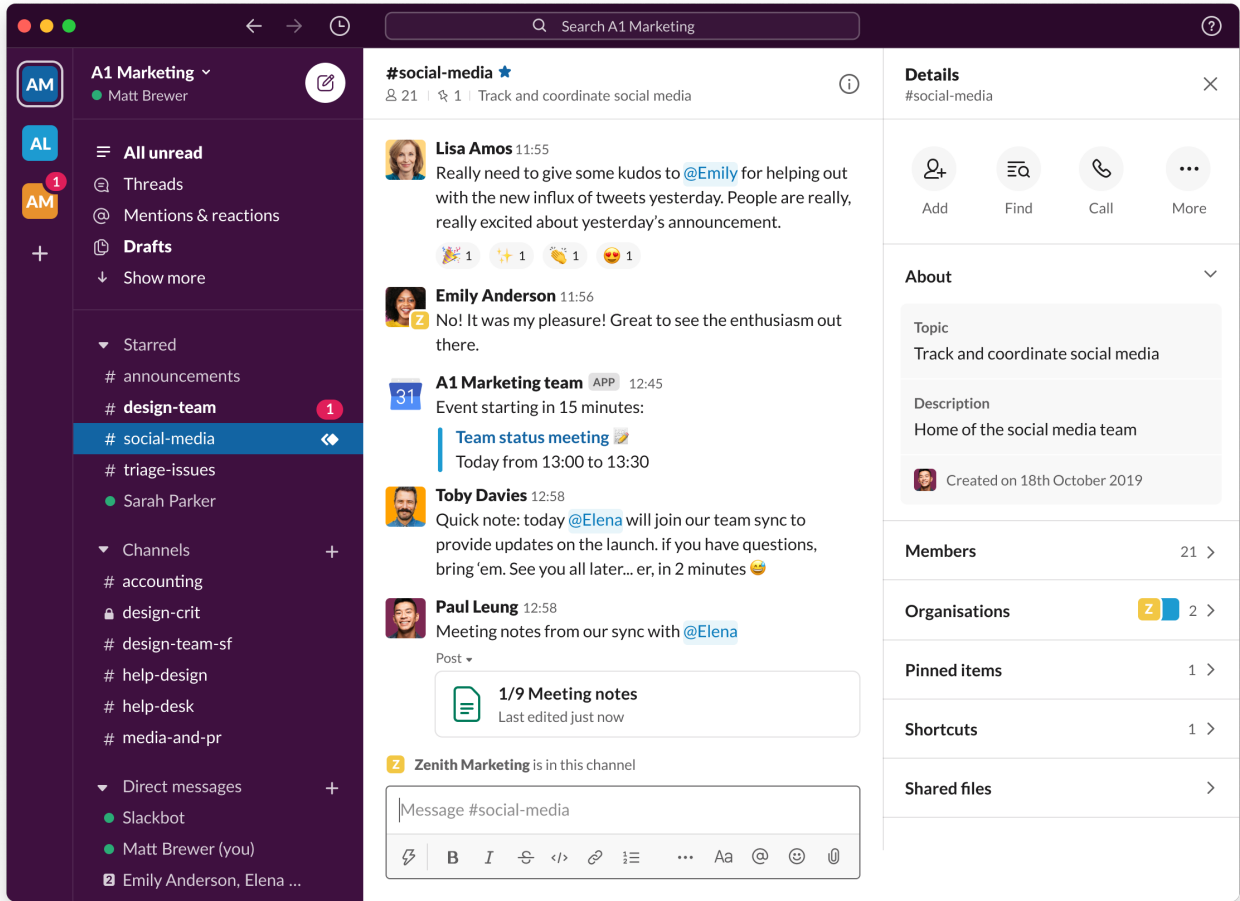 Search A1 Marketing
AM
AL
1
AM
A1 Marketing
Matt Brewer
All unread
Threads
Mentions & reactions
Drafts
Show more
Starred
# announcements
# design-team 1
# social-media
# triage-issues
Sarah Parker
Channels
# accounting
design-crit
# design-team-sf
# help-design
# help-desk
# media-and-pr
Direct messages
Slackbot
Matt Brewer (you)
2 Emily Anderson, Elena ...
#social-media
21 1 Track and coordinate social media
Lisa Amos 11:55
Really need to give some kudos to @Emily for helping out
with the new influx of tweets yesterday. People are really,
really excited about yesterday’s announcement.
🎉 1 ✨ 1 👏 1 😍 1
Z
Emily Anderson 11:56
No! It was my pleasure! Great to see the enthusiasm out
there.
31
A1 Marketing team APP 12:45
Event starting in 15 minutes:
Team status meeting 📝
Today from 13:00 to 13:30
Toby Davies 12:58
Quick note: today @Elena will join our team sync to
provide updates on the launch. if you have questions,
bring ‘em. See you all later... er, in 2 minutes 😅
Paul Leung 12:58
Meeting notes from our sync with @Elena
Post
1/9 Meeting notes
Last edited just now
Z Zenith Marketing is in this channel
Message #social-media
B I S </> ... Aa @
Details
#social-media
Add Find Call More
About
Topic
Track and coordinate social media
Description
Home of the social media team
Created on 18th October 2019
Members 21
Organisations Z 2
Pinned items 1
Shortcuts 1
Shared files